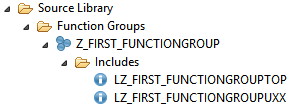 Source Library
Function Groups
Z_FIRST_FUNCTIONGROUP
Includes
LZ_FIRST_FUNCTIONGROUPTOP
LZ_FIRST_FUNCTIONGROUPUXX